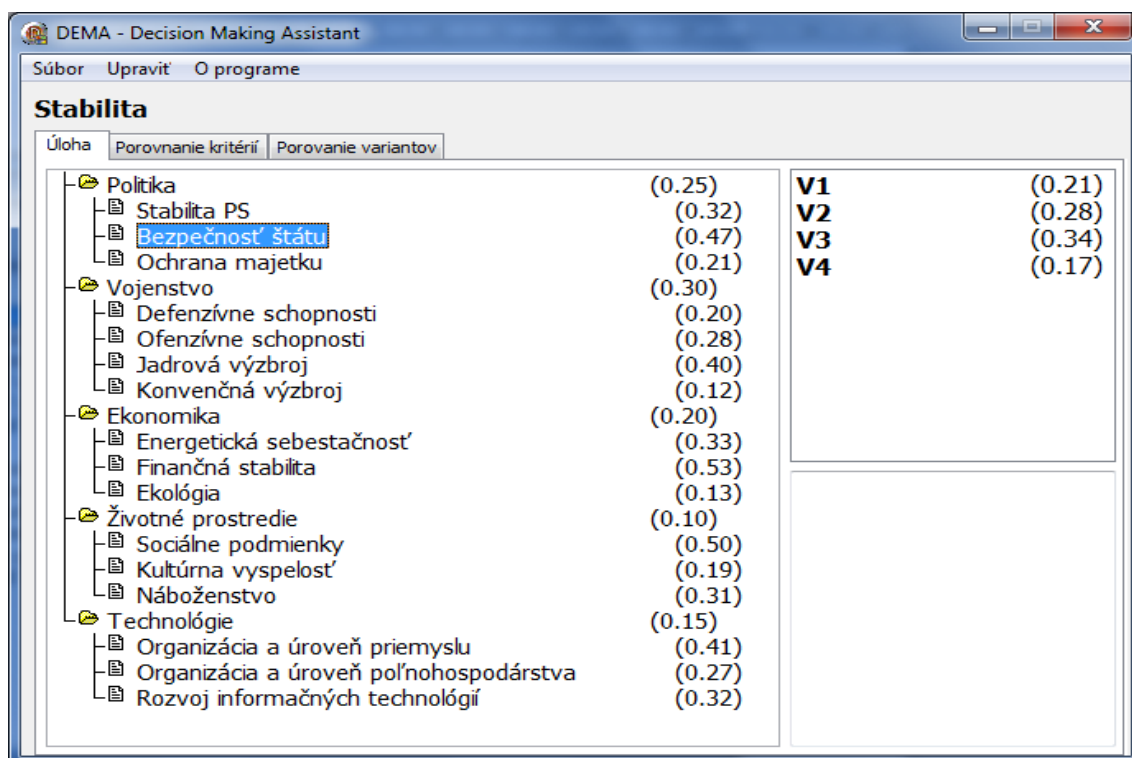 DEMA - Decision Making Assistant
Súbor Upraviť O programe
Stabilita
Úloha Porovnanie kritérií Porovanie variantov
Politika (0.25)
Stabilita PS (0.32)
Bezpečnosť štátu (0.47)
Ochrana majetku (0.21)
Vojenstvo (0.30)
Defenzívne schopnosti (0.20)
Ofenzívne schopnosti (0.28)
Jadrová výzbroj (0.40)
Konvenčná výzbroj (0.12)
Ekonomika (0.20)
Energetická sebestačnosť (0.33)
Finančná stabilita (0.53)
Ekológia (0.13)
Životné prostredie (0.10)
Sociálne podmienky (0.50)
Kultúrna vyspelosť (0.19)
Náboženstvo (0.31)
Technológie (0.15)
Organizácia a úroveň priemyslu (0.41)
Organizácia a úroveň poľnohospodárstva (0.27)
Rozvoj informačných technológií (0.32)
V1 (0.21)
V2 (0.28)
V3 (0.34)
V4 (0.17)